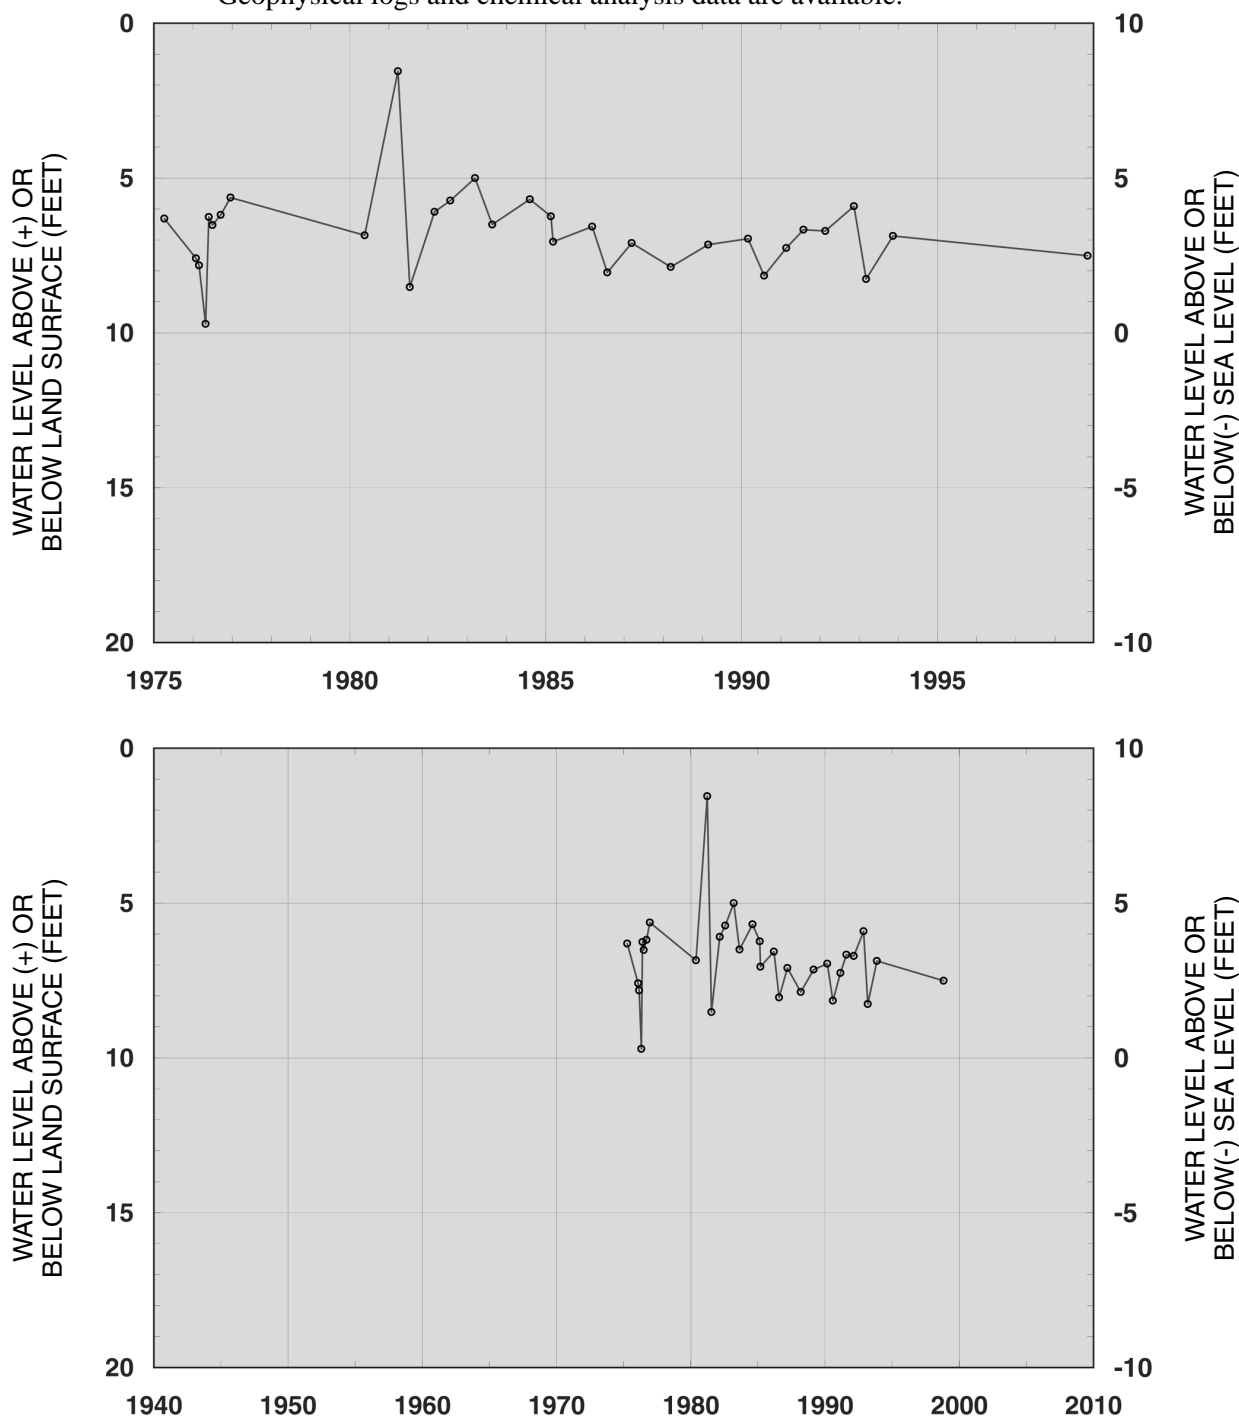 Geophysical logs and chemical analysis data are available.
0
5
10
15
20
10
5
0
-5
-10
WATER LEVEL ABOVE (+) OR
BELOW LAND SURFACE (FEET)
WATER LEVEL ABOVE OR
BELOW(-) SEA LEVEL (FEET)
1975 1980 1985 1990 1995
0
5
10
15
20
10
5
0
-5
-10
WATER LEVEL ABOVE (+) OR
BELOW LAND SURFACE (FEET)
WATER LEVEL ABOVE OR
BELOW(-) SEA LEVEL (FEET)
1940 1950 1960 1970 1980 1990 2000 2010